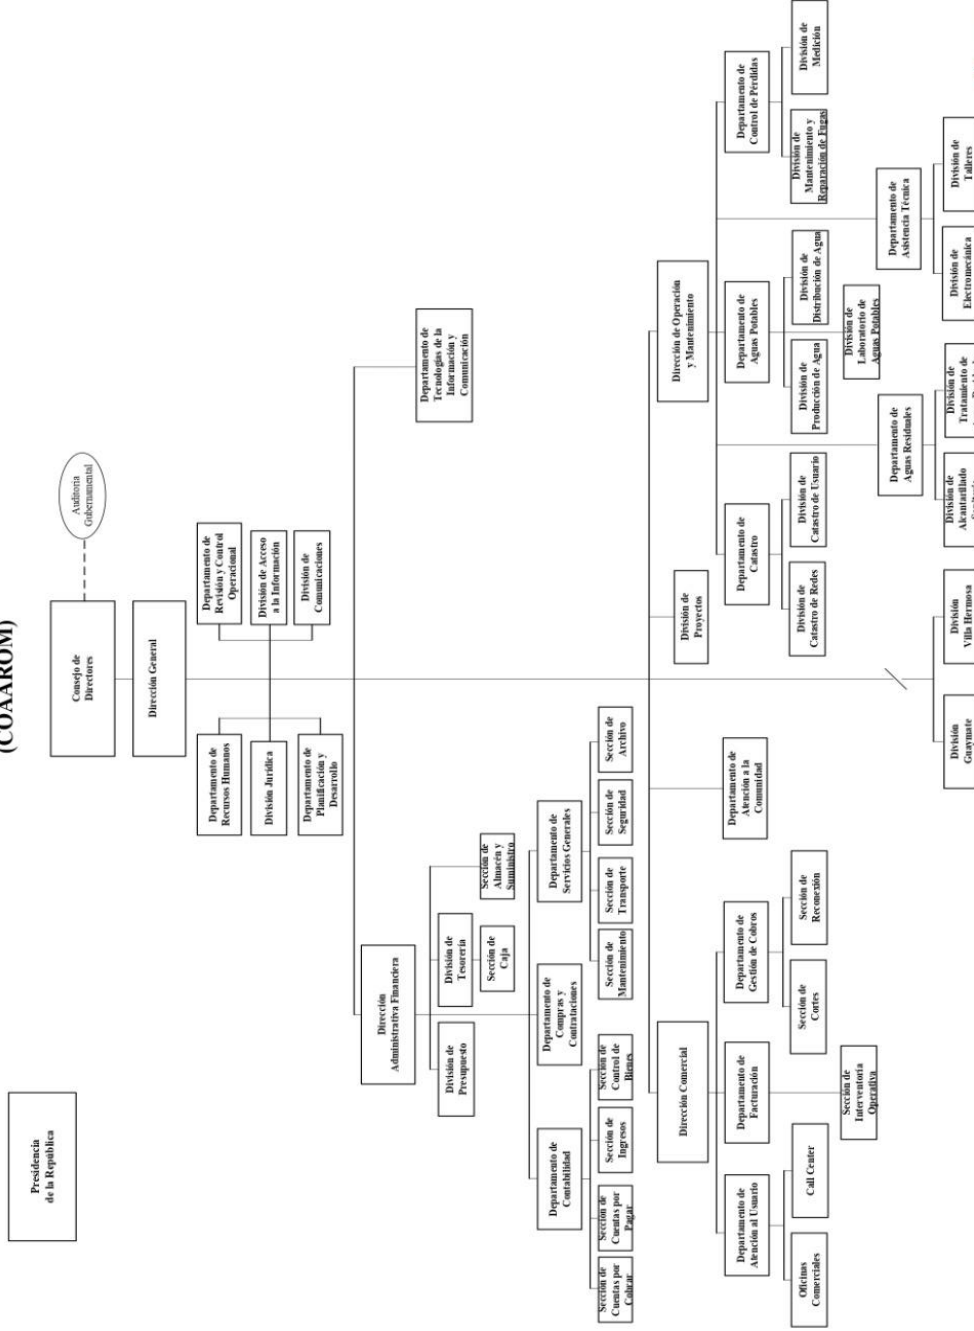 (COAAROM)
Presidencia
de la República
Consejo de
Directores
Auditoria
Gubernamental
Dirección General
Departamento de
Recursos Humanos
División Jurídica
Departamento de
Planificación y
Desarrollo
Departamento de
Revisión y Control
Operacional
División de Acceso
a la Información
División de
Comunicaciones
Dirección
Administrativa Financiera
Departamento de
Tecnologías de la
Información y
Comunicación
División de
Presupuesto
División de
Tesorería
Sección de
Caja
Sección de
Almacén y
Suministro
Departamento de
Contabilidad
Departamento de
Compras y
Contrataciones
Departamento de
Servicios Generales
Sección de
Cuentas por
Cobrar
Sección de
Cuentas por
Pagar
Sección de
Ingresos
Sección de
Control de
Bienes
Sección de
Mantenimiento
Sección de
Transporte
Sección de
Seguridad
Sección de
Archivo
Dirección Comercial
División de
Proyectos
Dirección de Operación
y Mantenimiento
Departamento de
Atención al Usuario
Departamento de
Facturación
Departamento de
Gestión de Cobros
Departamento de
Atención a la
Comunidad
Departamento de
Catastro
Departamento de
Aguas Potables
Departamento de
Control de Pérdidas
Oficinas
Comerciales
Call Center
Sección de
Cortes
Sección de
Reconexión
División de
Catastro de Redes
División de
Catastro de Usuario
División de
Producción de Agua
División de
Distribución de Agua
División de
Mantenimiento y
Reparación de Fugas
División de
Medición
Sección de
Interventoría
Operativa
División de
Laboratorio de
Aguas Potables
Departamento de
Aguas Residuales
Departamento de
Asistencia Técnica
División
Guaymate
División
Villa Hermosa
División de
Alcantarillado
División de
Tratamiento de
División de
Electromecánica
División de
Talleres